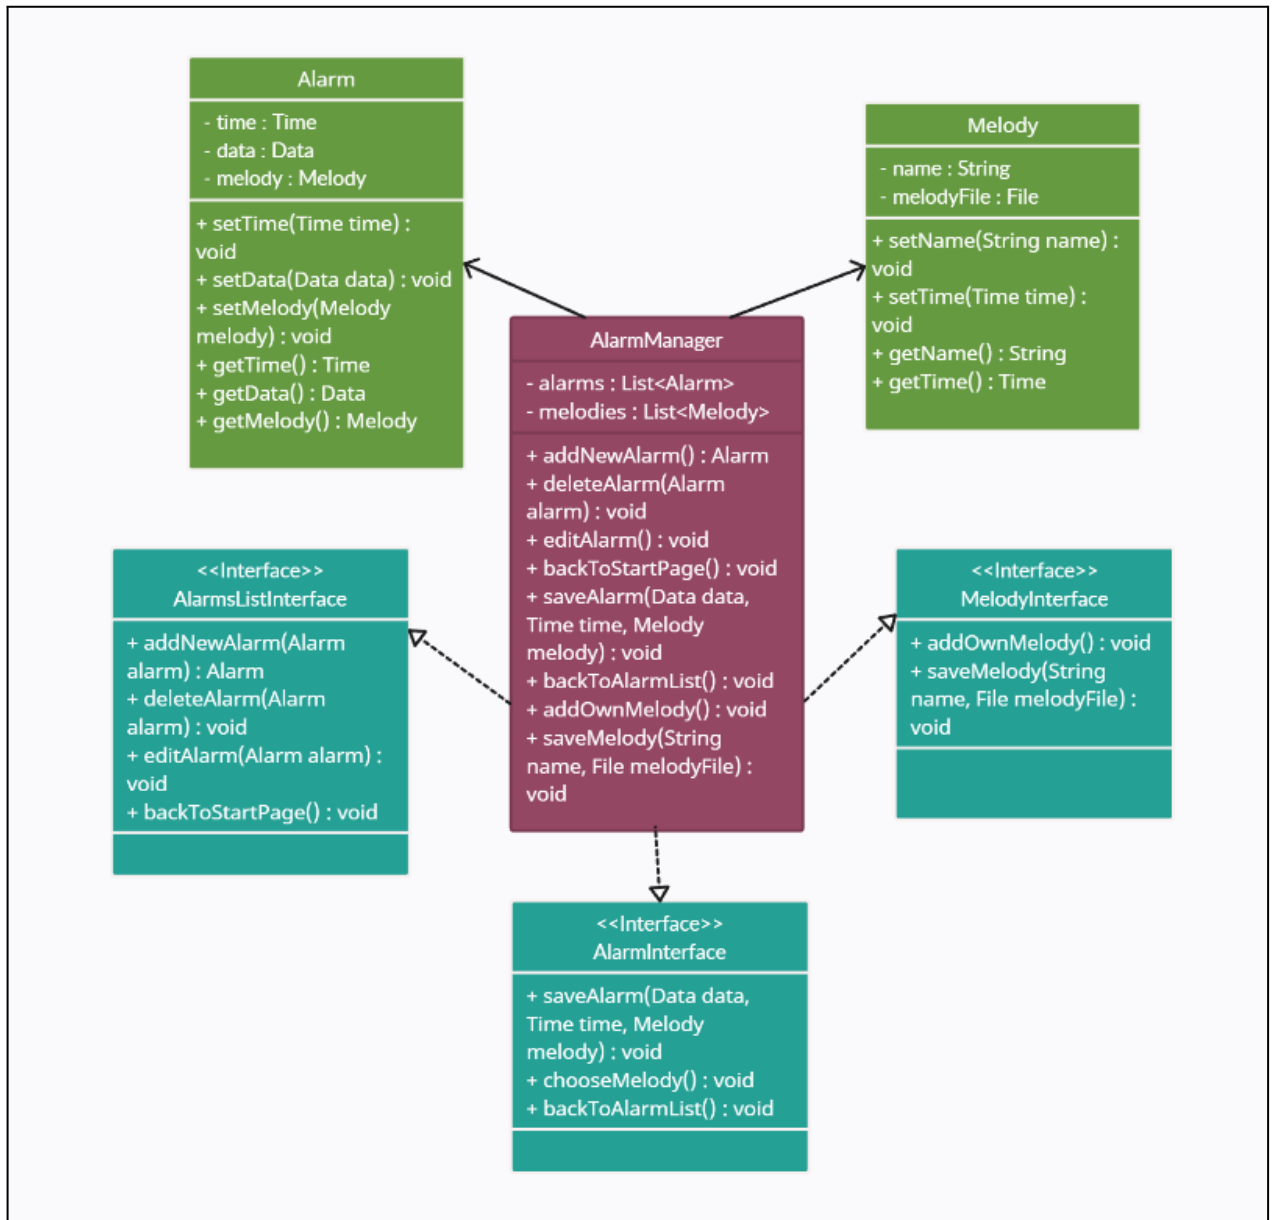 Alarm
- time : Time
- data : Data
- melody : Melody
+ setTime(Time time) :
void
+ setData(Data data) : void
+ setMelody(Melody
melody) : void
+ getTime() : Time
+ getData() : Data
+ getMelody() : Melody
Melody
- name : String
- melodyFile : File
+ setName(String name) :
void
+ setTime(Time time) :
void
+ getName() : String
+ getTime() : Time
AlarmManager
- alarms : List<Alarm>
- melodies : List<Melody>
+ addNewAlarm() : Alarm
+ deleteAlarm(Alarm
alarm) : void
+ editAlarm() : void
+ backToStartPage() : void
+ saveAlarm(Data data,
Time time, Melody
melody) : void
+ backToAlarmList() : void
+ addOwnMelody() : void
+ saveMelody(String
name, File melodyFile) :
void
<<Interface>>
AlarmsListInterface
+ addNewAlarm(Alarm
alarm) : Alarm
+ deleteAlarm(Alarm
alarm) : void
+ editAlarm(Alarm alarm) :
void
+ backToStartPage() : void
<<Interface>>
MelodyInterface
+ addOwnMelody() : void
+ saveMelody(String
name, File melodyFile) :
void
<<Interface>>
AlarmInterface
+ saveAlarm(Data data,
Time time, Melody
melody) : void
+ chooseMelody() : void
+ backToAlarmList() : void